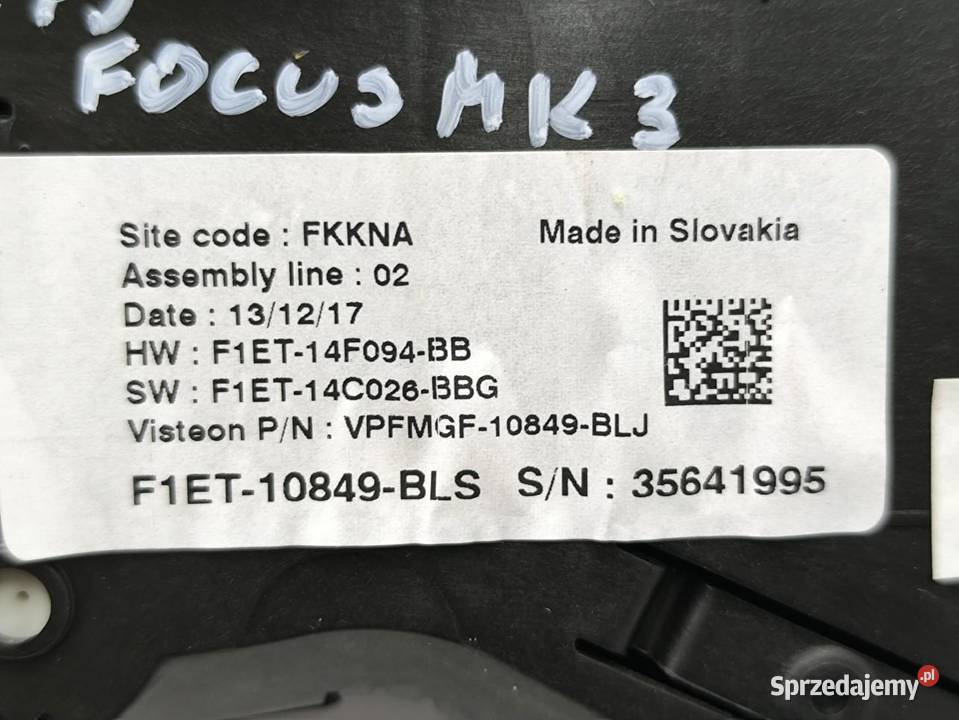 FOCUS MK3
Site code : FKKNA
Made in Slovakia
Assembly line : 02
Date : 13/12/17
HW : F1ET-14F094-BB
SW : F1ET-14C026-BBG
Visteon P/N : VPFMGF-10849-BLJ
F1ET-10849-BLS S/N : 35641995
Sprzedajemy.pl